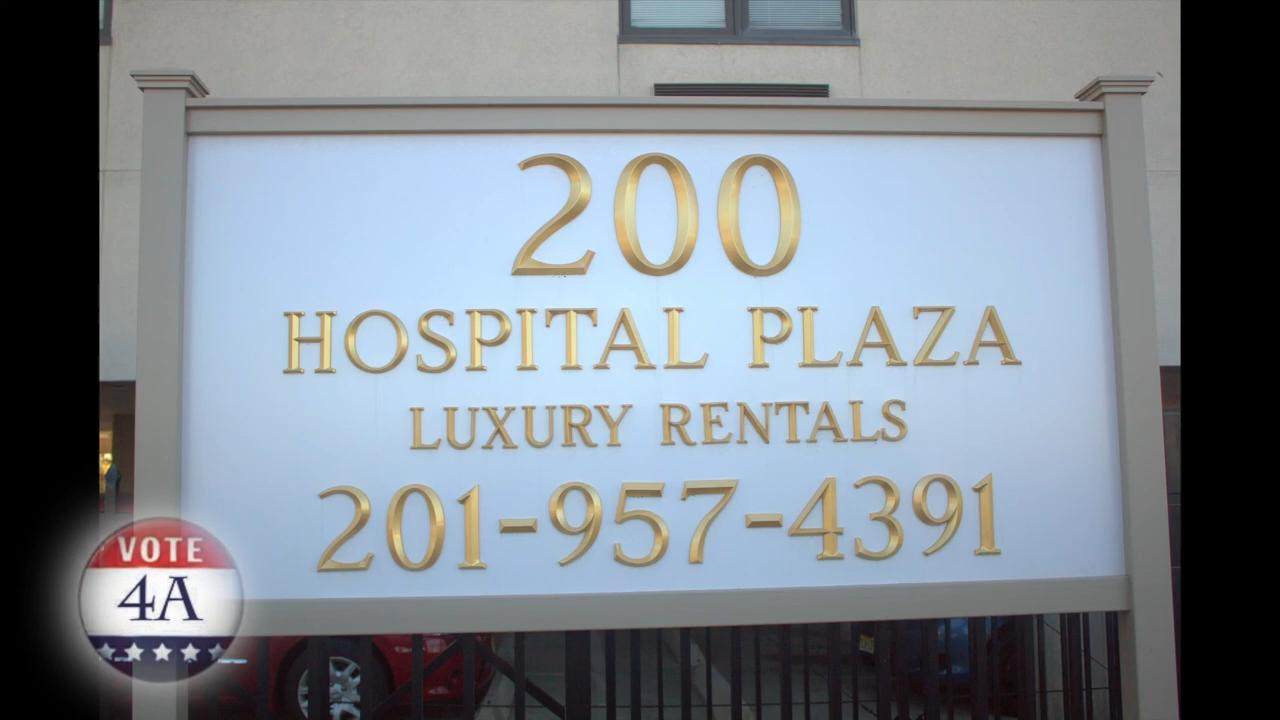 200
HOSPITAL PLAZA
LUXURY RENTALS
201-957-4391
VOTE
4A